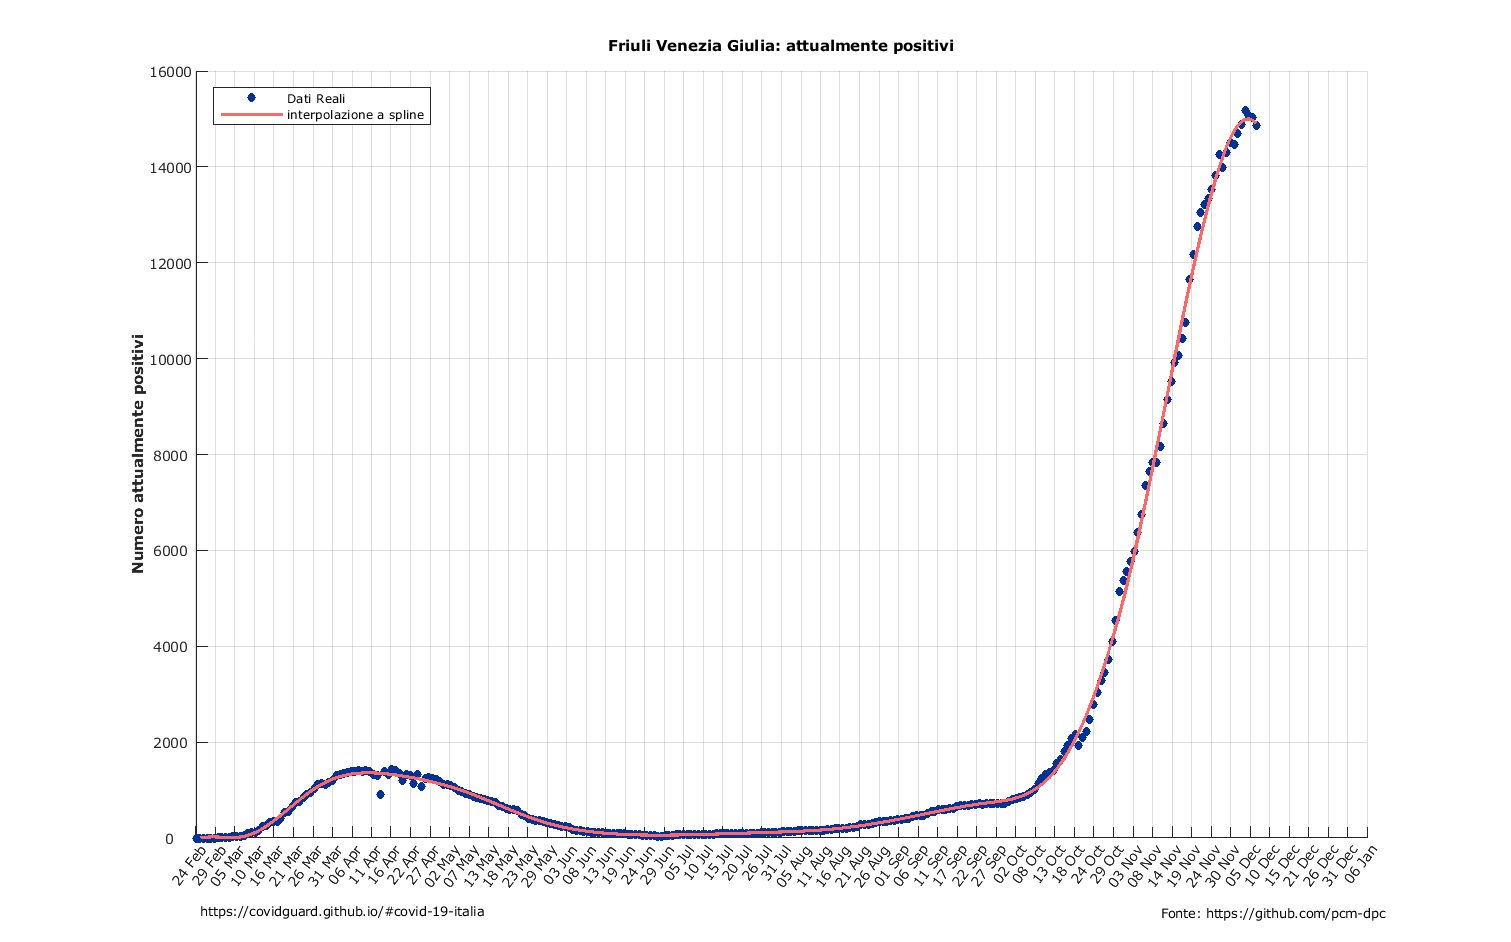 Friuli Venezia Giulia: attualmente positivi
Dati Reali
interpolazione a spline
Numero attualmente positivi
16000
14000
12000
10000
8000
6000
4000
2000
0
24 Feb
29 Feb
05 Mar
10 Mar
16 Mar
21 Mar
26 Mar
31 Mar
06 Apr
11 Apr
16 Apr
22 Apr
27 Apr
02 May
07 May
13 May
18 May
23 May
29 May
03 Jun
08 Jun
13 Jun
19 Jun
24 Jun
29 Jun
05 Jul
10 Jul
15 Jul
20 Jul
26 Jul
31 Jul
05 Aug
11 Aug
16 Aug
21 Aug
26 Aug
01 Sep
06 Sep
11 Sep
17 Sep
22 Sep
27 Sep
02 Oct
08 Oct
13 Oct
18 Oct
24 Oct
29 Oct
03 Nov
08 Nov
14 Nov
19 Nov
24 Nov
30 Nov
05 Dec
10 Dec
15 Dec
21 Dec
26 Dec
31 Dec
06 Jan
https://covidguard.github.io/#covid-19-italia
Fonte: https://github.com/pcm-dpc